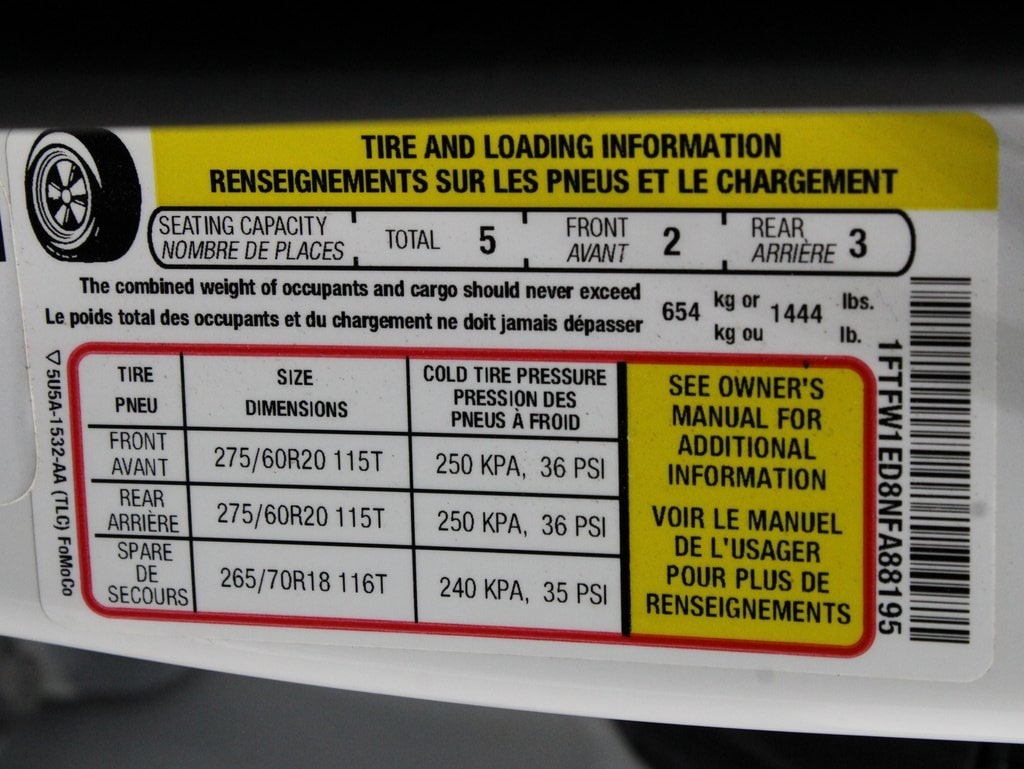 TIRE AND LOADING INFORMATION
RENSEIGNEMENTS SUR LES PNEUS ET LE CHARGEMENT
SEATING CAPACITY
NOMBRE DE PLACES
TOTAL 5
FRONT
AVANT 2
REAR
ARRIÈRE 3
The combined weight of occupants and cargo should never exceed
Le poids total des occupants et du chargement ne doit jamais dépasser
654 kg or 1444 lbs.
kg ou lb.
TIRE
PNEU
SIZE
DIMENSIONS
COLD TIRE PRESSURE
PRESSION DES
PNEUS À FROID
FRONT
AVANT
275/60R20 115T
250 KPA, 36 PSI
REAR
ARRIÈRE
275/60R20 115T
250 KPA, 36 PSI
SPARE
DE
SECOURS
265/70R18 116T
240 KPA, 35 PSI
SEE OWNER'S
MANUAL FOR
ADDITIONAL
INFORMATION
VOIR LE MANUEL
DE L'USAGER
POUR PLUS DE
RENSEIGNEMENTS
5U5A-1532-AA (TLC) FoMoCo
1FTFW1ED8NFA88195